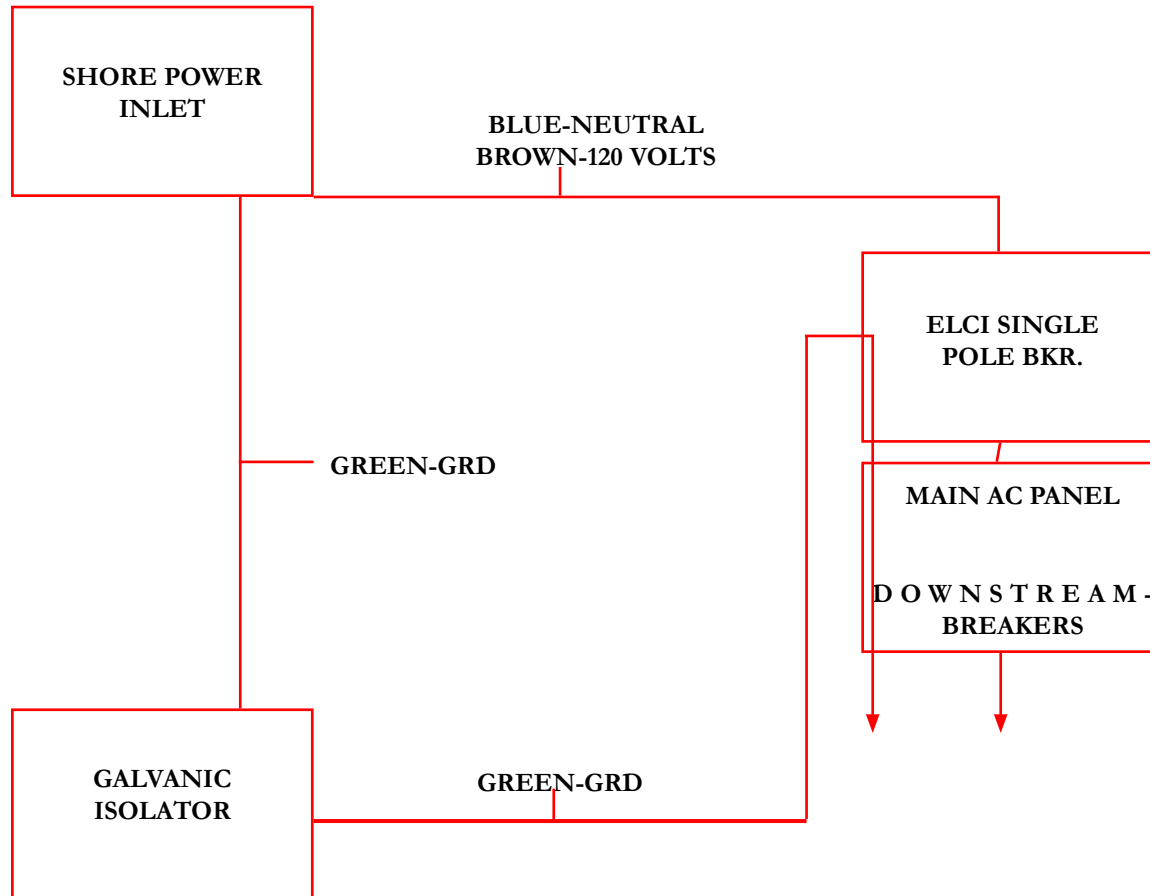 SHORE POWER
INLET
BLUE-NEUTRAL
BROWN-120 VOLTS
ELCI SINGLE
POLE BKR.
GREEN-GRD
MAIN AC PANEL
D O W N S T R E A M -
BREAKERS
GALVANIC
ISOLATOR
GREEN-GRD